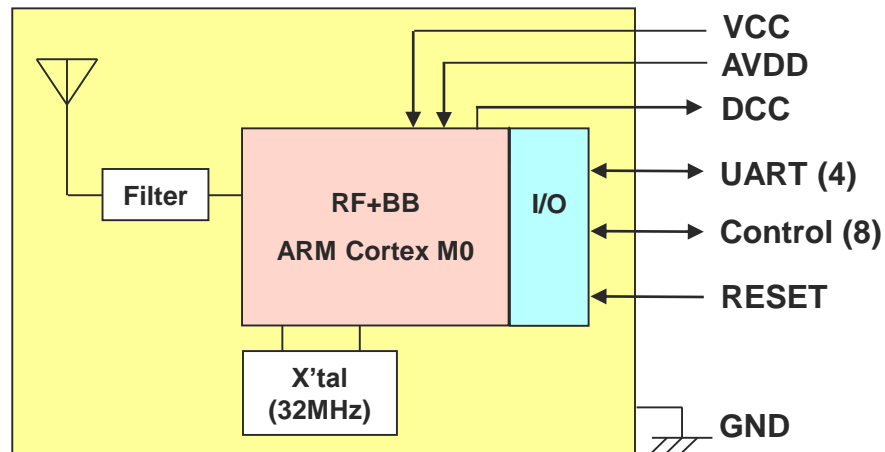 VCC
AVDD
DCC
Filter
RF+BB
ARM Cortex M0
I/O
UART (4)
Control (8)
RESET
X’tal
(32MHz)
GND